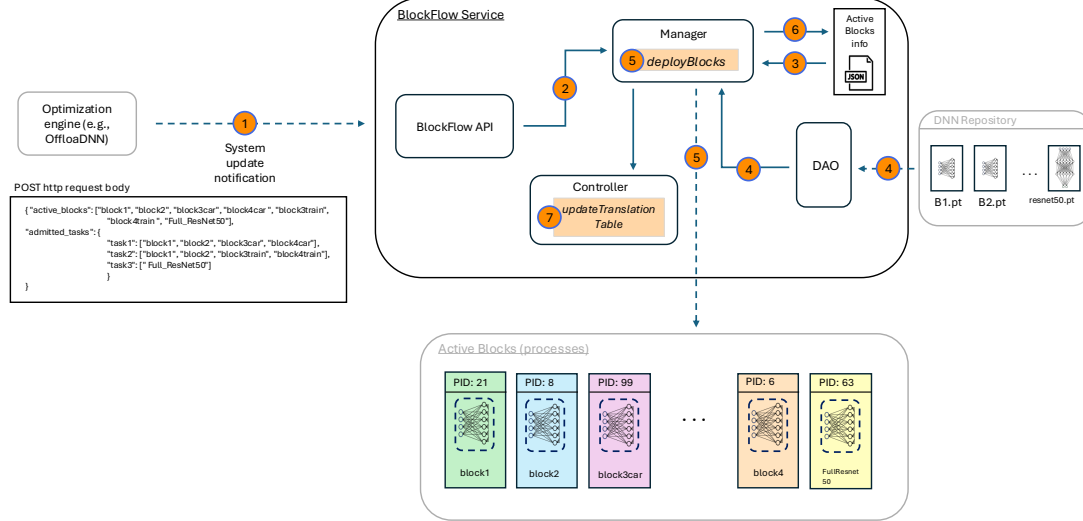 BlockFlow Service
Optimization
engine (e.g.,
OffloaDNN)
1
System
update
notification
POST http request body
{ "active_blocks": ["block1", "block2", "block3car", "block4car", "block3train",
"block4train", "Full_ResNet50"],
"admitted_tasks": {
"task1": ["block1", "block2", "block3car", "block4car"],
"task2": ["block1", "block2", "block3train", "block4train"],
"task3": [" Full_ResNet50"]
}
}
BlockFlow API
2
Manager
5 deployBlocks
6
3
Active
Blocks
info
JSON
5
4
DAO
4
Controller
7 updateTranslation
Table
DNN Repository
B1.pt
B2.pt
...
resnet50.pt
Active Blocks (processes)
PID: 21
block1
PID: 8
block2
PID: 99
block3car
...
PID: 6
block4
PID: 63
FullResnet
50